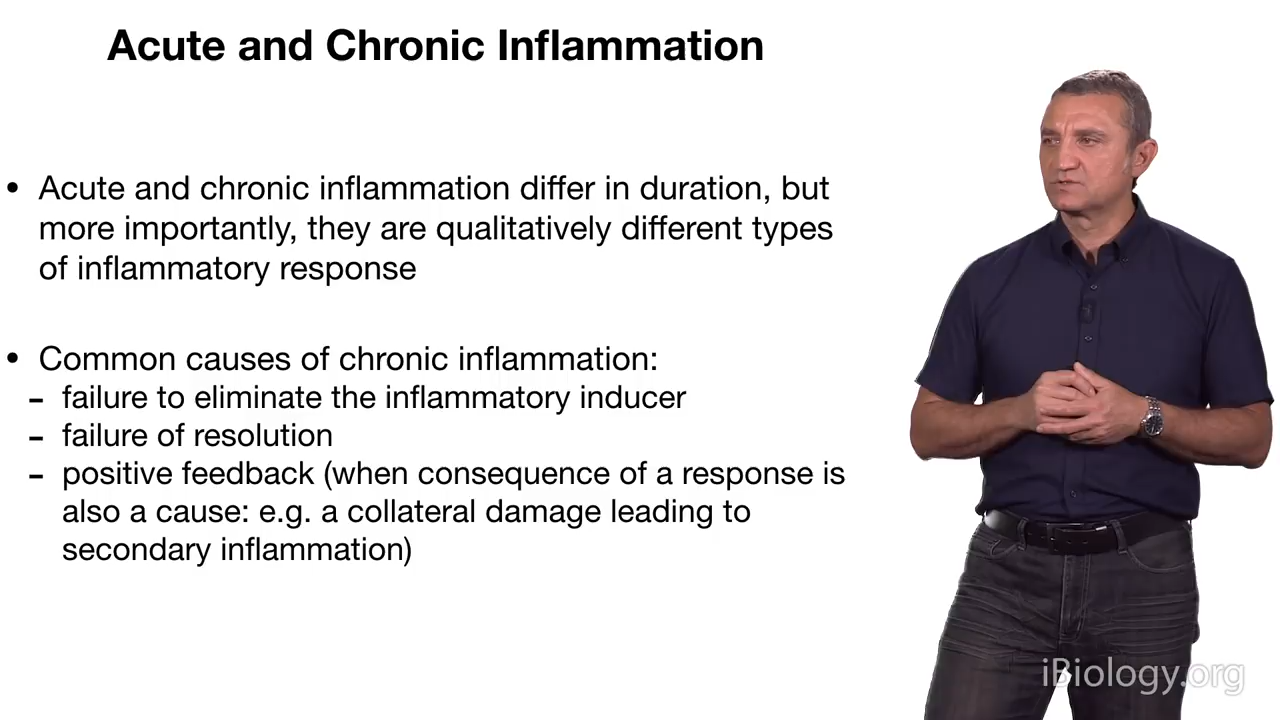 Acute and Chronic Inflammation
• Acute and chronic inflammation differ in duration, but
more importantly, they are qualitatively different types
of inflammatory response
• Common causes of chronic inflammation:
- failure to eliminate the inflammatory inducer
- failure of resolution
- positive feedback (when consequence of a response is
also a cause: e.g. a collateral damage leading to
secondary inflammation)
iBiology.org